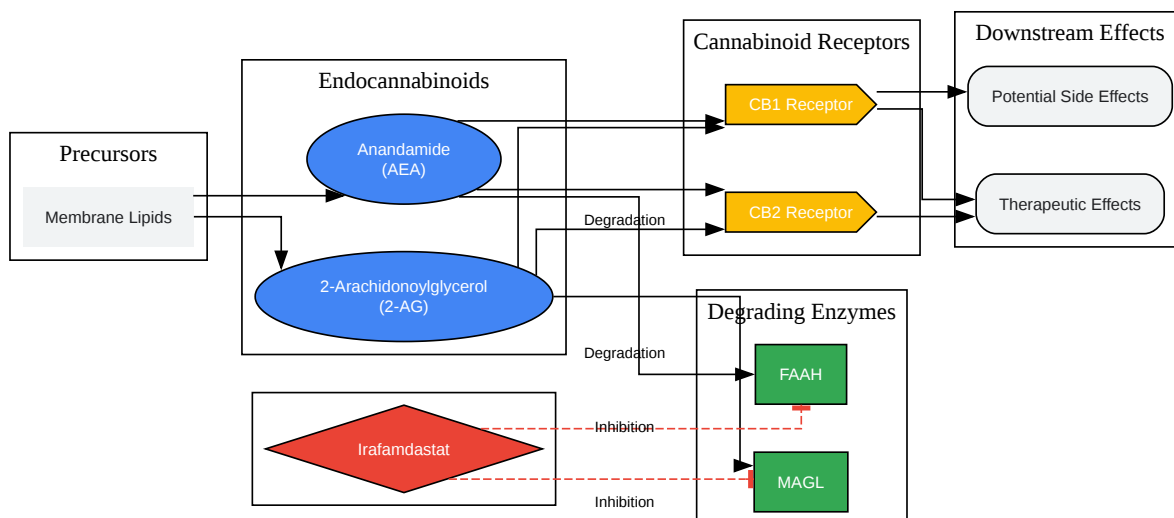 Precursors
Membrane Lipids
Endocannabinoids
Anandamide
(AEA)
2-Arachidonoylglycerol
(2-AG)
Cannabinoid Receptors
CB1 Receptor
CB2 Receptor
Downstream Effects
Potential Side Effects
Therapeutic Effects
Degradation
Degradation
Degrading Enzymes
FAAH
MAGL
Irafamdastat
Inhibition
Inhibition